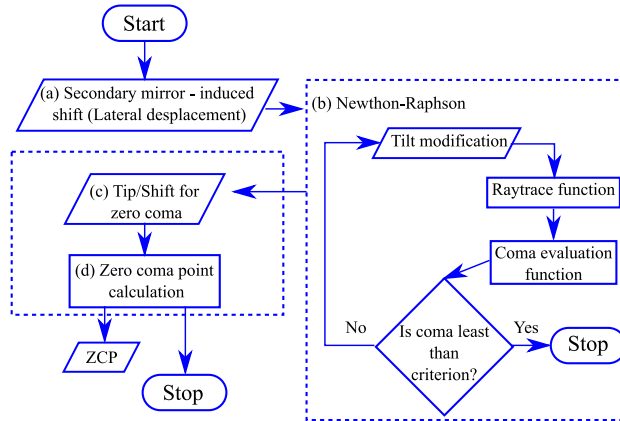 Start
(a) Secondary mirror - induced
shift (Lateral desplacement)
(b) Newthon-Raphson
Tilt modification
Raytrace function
Coma evaluation
function
Is coma least
than
criterion?
No
Yes
Stop
(c) Tip/Shift for
zero coma
(d) Zero coma point
calculation
ZCP
Stop